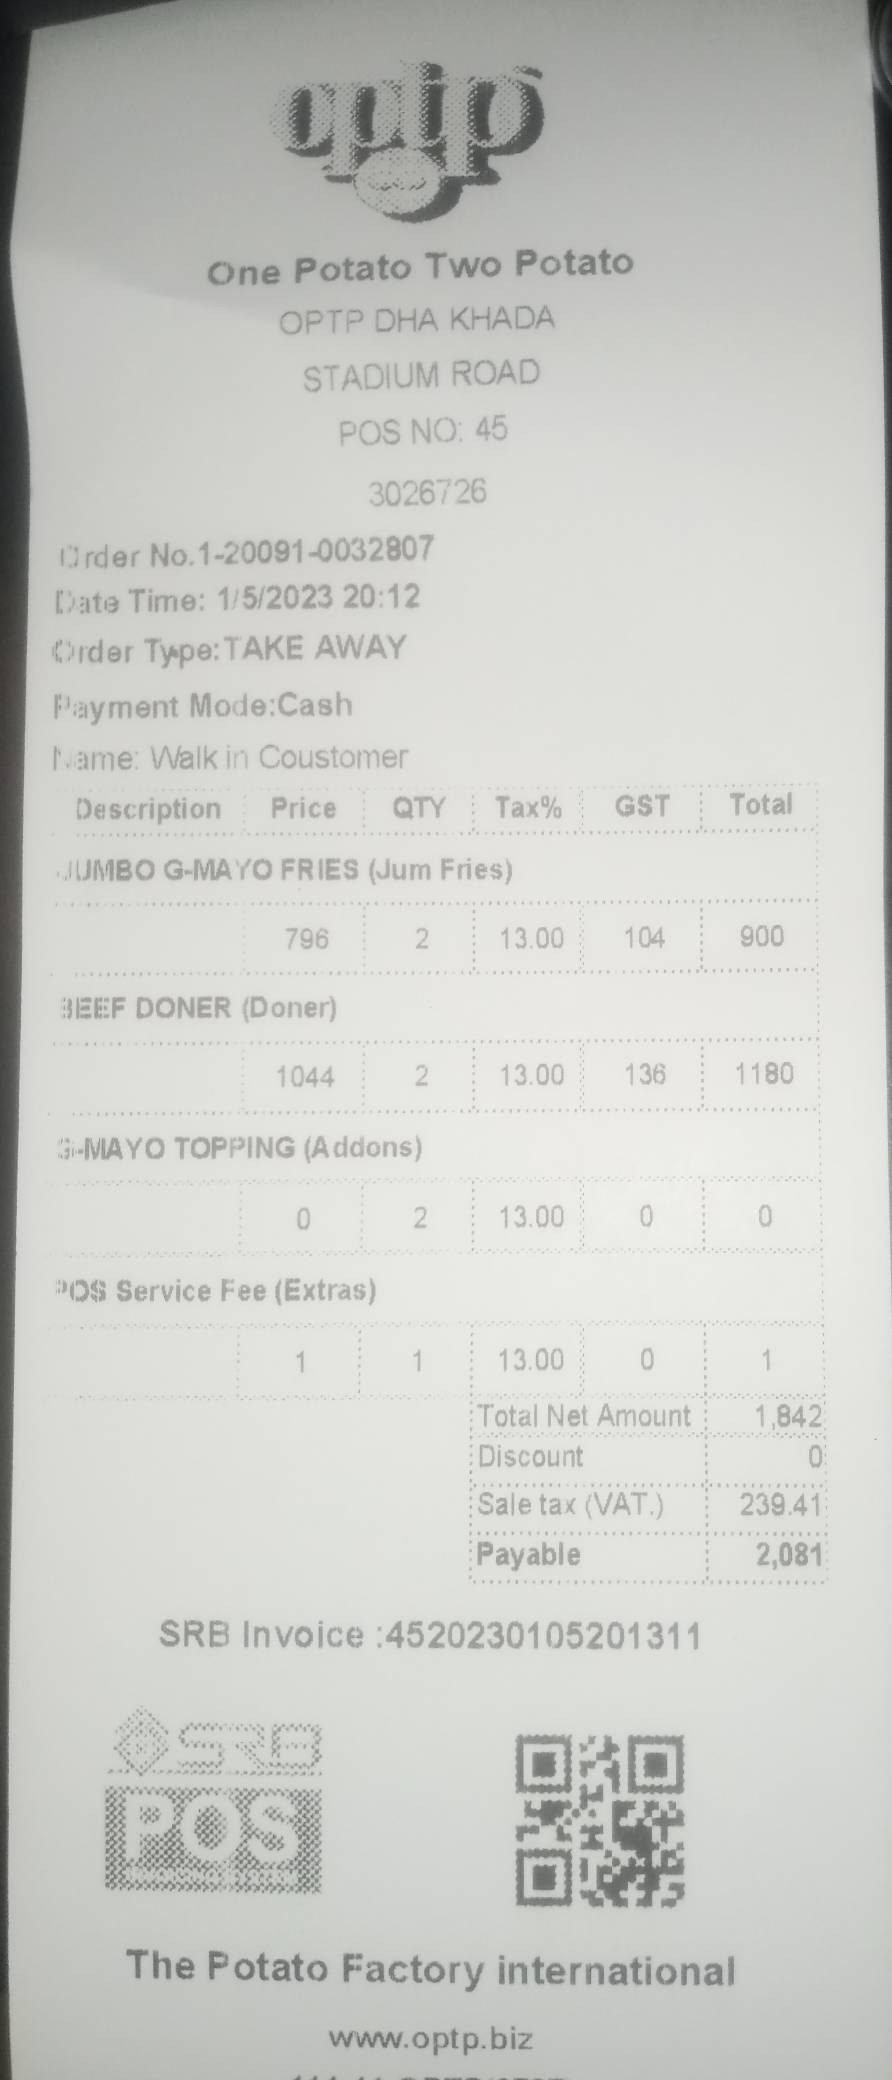 optp
One Potato Two Potato
OPTP DHA KHADA
STADIUM ROAD
POS NO: 45
3026726
Order No.1-20091-0032807
Date Time: 1/5/2023 20:12
Order Type:TAKE AWAY
Payment Mode:Cash
Name: Walk in Coustomer
Description Price QTY Tax% GST Total
JUMBO G-MAYO FRIES (Jum Fries)
796 2 13.00 104 900
BEEF DONER (Doner)
1044 2 13.00 136 1180
G-MAYO TOPPING (Addons)
0 2 13.00 0 0
POS Service Fee (Extras)
1 1 13.00 0 1
Total Net Amount 1,842
Discount 0
Sale tax (VAT.) 239.41
Payable 2,081
SRB Invoice :4520230105201311
SRB
POS
The Potato Factory international
www.optp.biz